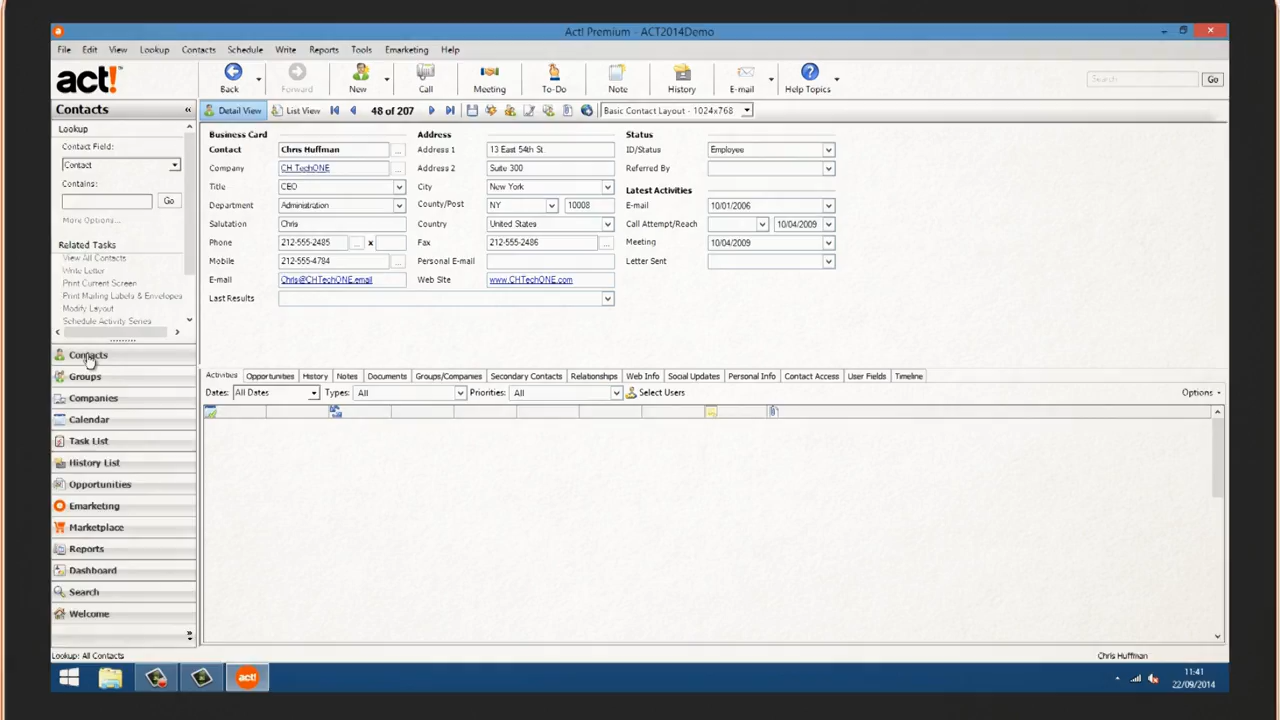 Act! Premium - ACT2014Demo
File Edit View Lookup Contacts Schedule Write Reports Tools Emarketing Help
act!
Back Forward New Call Meeting To-Do Note History E-mail Help Topics Search Go
Contacts «
Detail View List View 48 of 207 Basic Contact Layout - 1024x768
Lookup
Contact Field:
Contact
Contains:
Go
More Options...
Related Tasks
View All Contacts
Write Letter
Print Current Screen
Print Mailing Labels & Envelopes
Modify Layout
Schedule Activity Series
Contacts
Groups
Companies
Calendar
Task List
History List
Opportunities
Emarketing
Marketplace
Reports
Dashboard
Search
Welcome
»
Business Card
Contact Chris Huffman ...
Company CH TechONE ...
Title CEO
Department Administration
Salutation Chris
Phone 212-555-2485 ... x
Mobile 212-555-4784 ...
E-mail Chris@CHTechONE.email
Last Results
Address
Address 1 13 East 54th St
Address 2 Suite 300
City New York
County/Post NY 10008
Country United States
Fax 212-555-2486 ...
Personal E-mail
Web Site www.CHTechONE.com
Status
ID/Status Employee
Referred By
Latest Activities
E-mail 10/01/2006
Call Attempt/Reach 10/04/2009
Meeting 10/04/2009
Letter Sent
Activities Opportunities History Notes Documents Groups/Companies Secondary Contacts Relationships Web Info Social Updates Personal Info Contact Access User Fields Timeline
Dates: All Dates Types: All Priorities: All Select Users Options
Lookup: All Contacts Chris Huffman
act! 11:41
22/09/2014